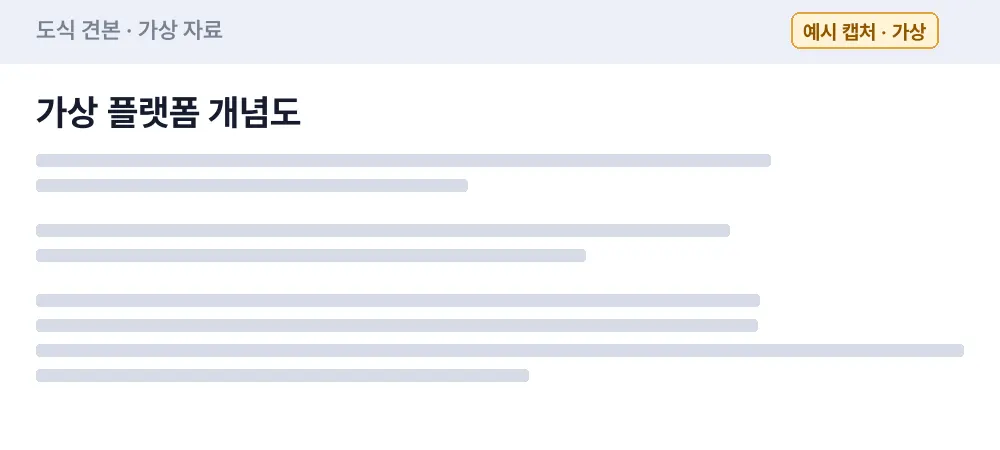 도식 견본 · 가상 자료
예시 캡처 · 가상
가상 플랫폼 개념도